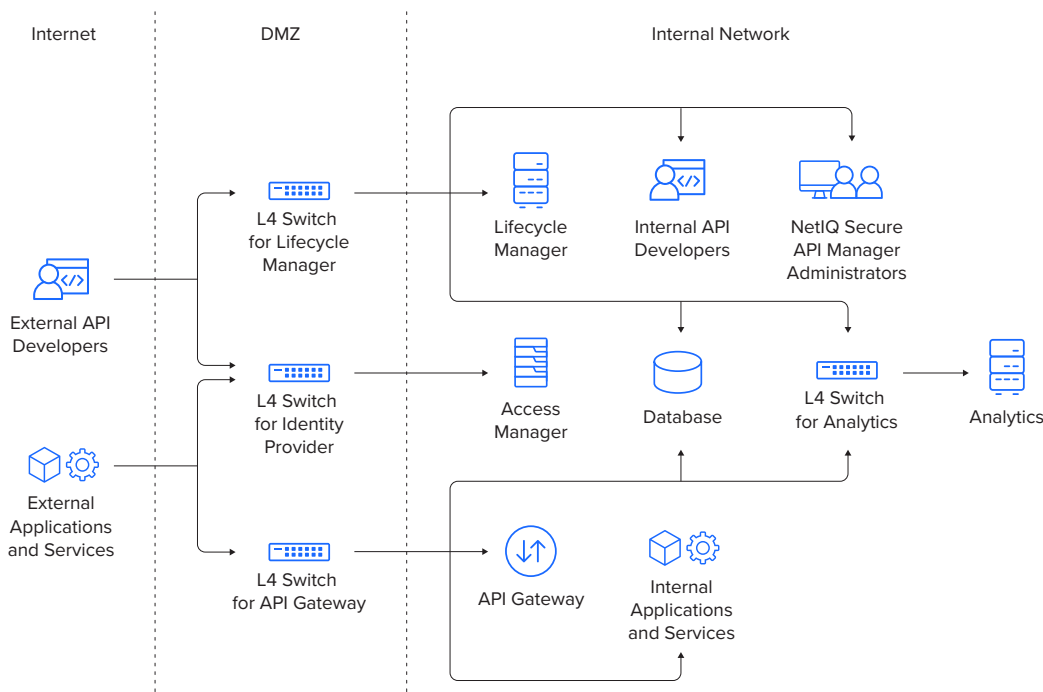 Internet
DMZ
Internal Network
L4 Switch
for Lifecycle
Manager
Lifecycle
Manager
Internal API
Developers
NetIQ Secure
API Manager
Administrators
External API
Developers
L4 Switch
for Identity
Provider
Access
Manager
Database
L4 Switch
for Analytics
Analytics
External
Applications
and Services
L4 Switch
for API Gateway
API Gateway
Internal
Applications
and Services